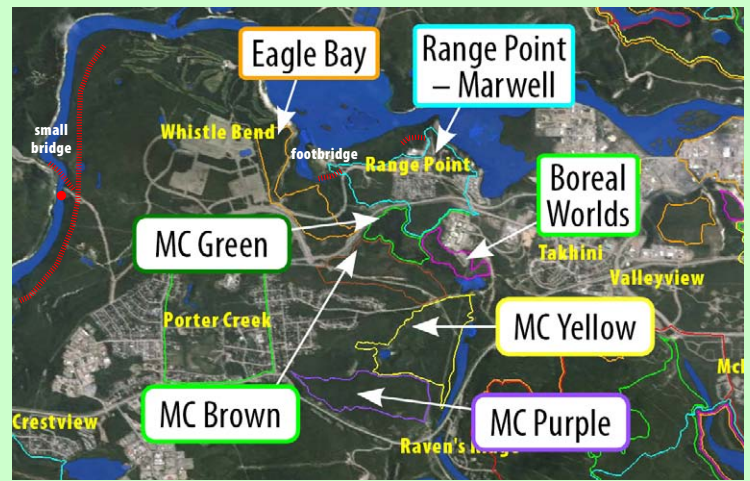 Eagle Bay
Range Point
– Marwell
small
bridge
Whistle Bend
footbridge
Range Point
Boreal
Worlds
MC Green
Takhini
Valleyview
Porter Creek
MC Yellow
MC Brown
MC Purple
Crestview
Raven's